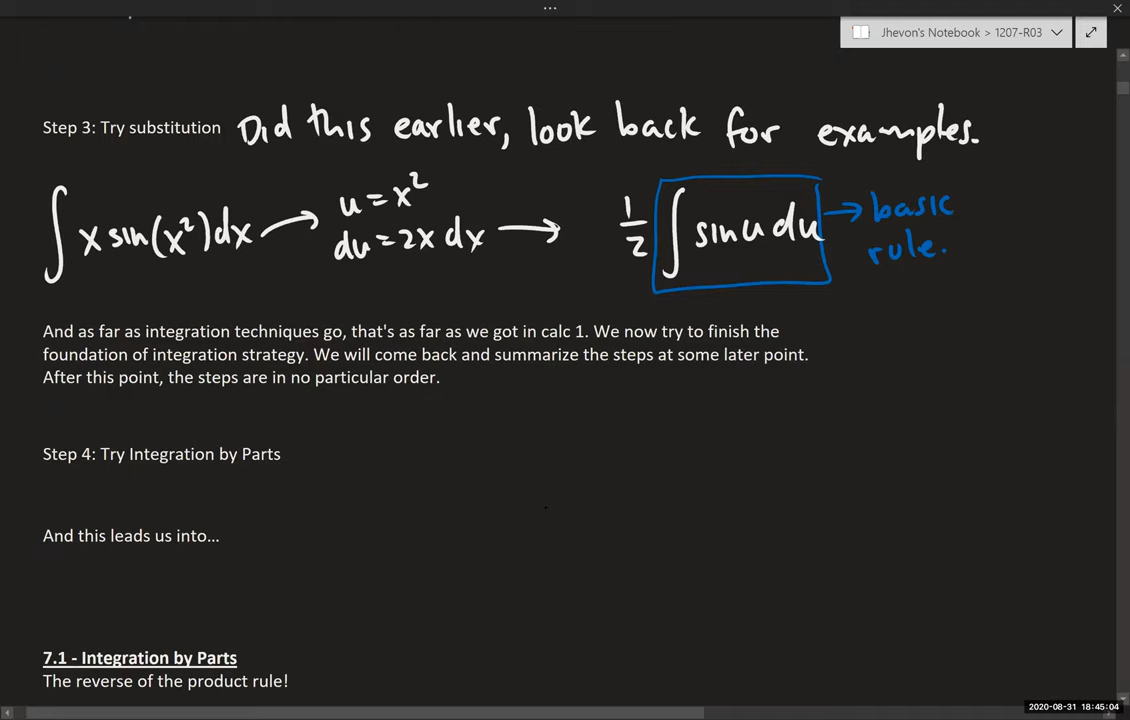 Jhevon's Notebook > 1207-R03
Step 3: Try substitution Did this earlier, look back for examples.
∫ x sin(x²) dx → u = x² → 1/2 ∫ sin u du → basic
du = 2x dx rule.
And as far as integration techniques go, that's as far as we got in calc 1. We now try to finish the
foundation of integration strategy. We will come back and summarize the steps at some later point.
After this point, the steps are in no particular order.
Step 4: Try Integration by Parts
And this leads us into...
7.1 - Integration by Parts
The reverse of the product rule!
2020-08-31 18:45:04